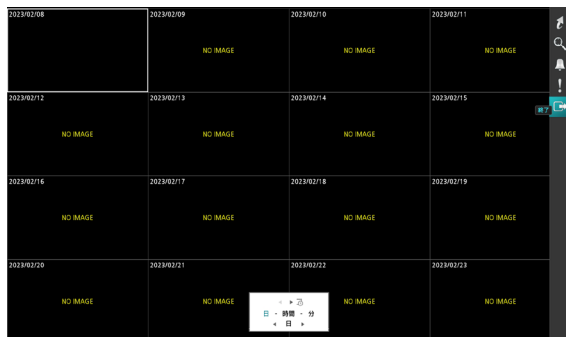 2023/02/08 2023/02/09 2023/02/10 2023/02/11
NO IMAGE NO IMAGE NO IMAGE
2023/02/12 2023/02/13 2023/02/14 2023/02/15
終了
NO IMAGE NO IMAGE NO IMAGE NO IMAGE
2023/02/16 2023/02/17 2023/02/18 2023/02/19
NO IMAGE NO IMAGE NO IMAGE NO IMAGE
2023/02/20 2023/02/21 2023/02/22 2023/02/23
NO IMAGE NO IMAGE NO IMAGE NO IMAGE
日 - 時間 - 分
日